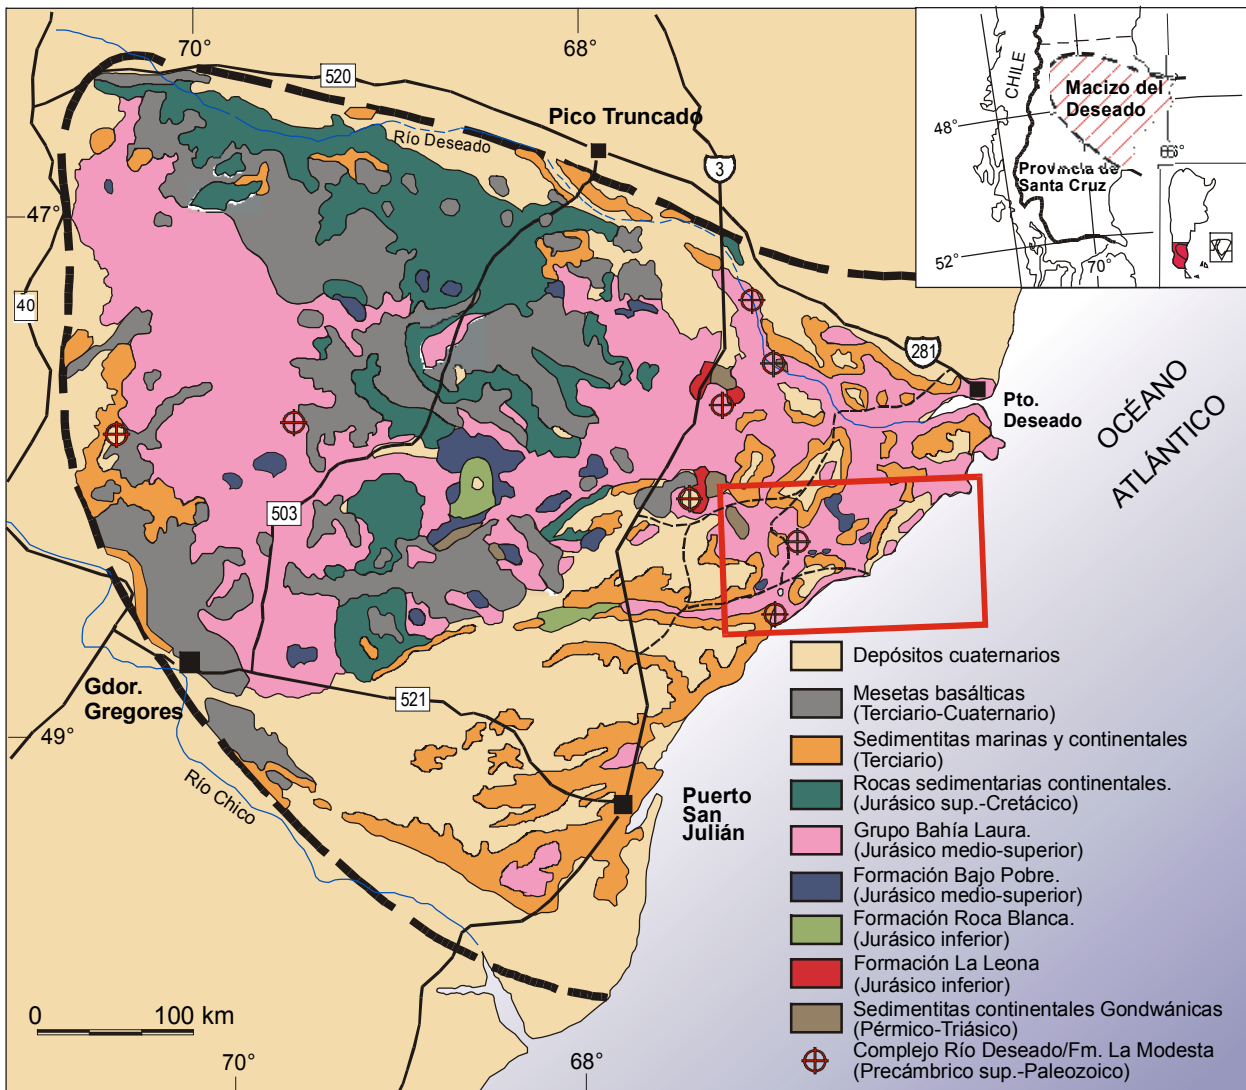 70°
68°
520
Pico Truncado
Río Deseado
3
47°
40
281
Pto.
Deseado
OCÉANO
ATLÁNTICO
503
Gdor.
Gregores
521
49°
Río Chico
Puerto
San
Julián
0 100 km
70°
68°
CHILE
Macizo del
Deseado
48°
Provincia de
Santa Cruz
52°
70°
Depósitos cuaternarios
Mesetas basálticas
(Terciario-Cuaternario)
Sedimentitas marinas y continentales
(Terciario)
Rocas sedimentarias continentales.
(Jurásico sup.-Cretácico)
Grupo Bahía Laura.
(Jurásico medio-superior)
Formación Bajo Pobre.
(Jurásico medio-superior)
Formación Roca Blanca.
(Jurásico inferior)
Formación La Leona
(Jurásico inferior)
Sedimentitas continentales Gondwánicas
(Pérmico-Triásico)
Complejo Río Deseado/Fm. La Modesta
(Precámbrico sup.-Paleozoico)